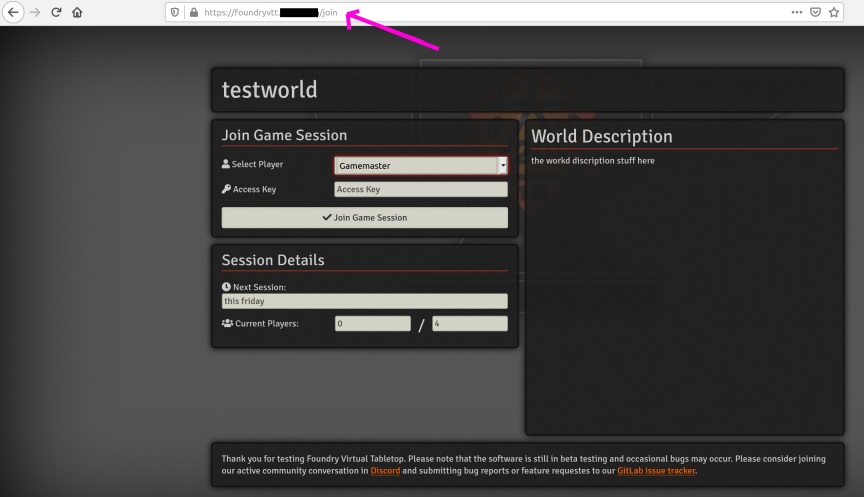 https://foundryvtt. /join
testworld
Join Game Session
Select Player
Gamemaster
Access Key
Access Key
Join Game Session
Session Details
Next Session:
this friday
Current Players:
0 / 4
World Description
the workd discription stuff here
Thank you for testing Foundry Virtual Tabletop. Please note that the software is still in beta testing and occasional bugs may occur. Please consider joining
our active community conversation in Discord and submitting bug reports or feature requestes to our GitLab issue tracker.